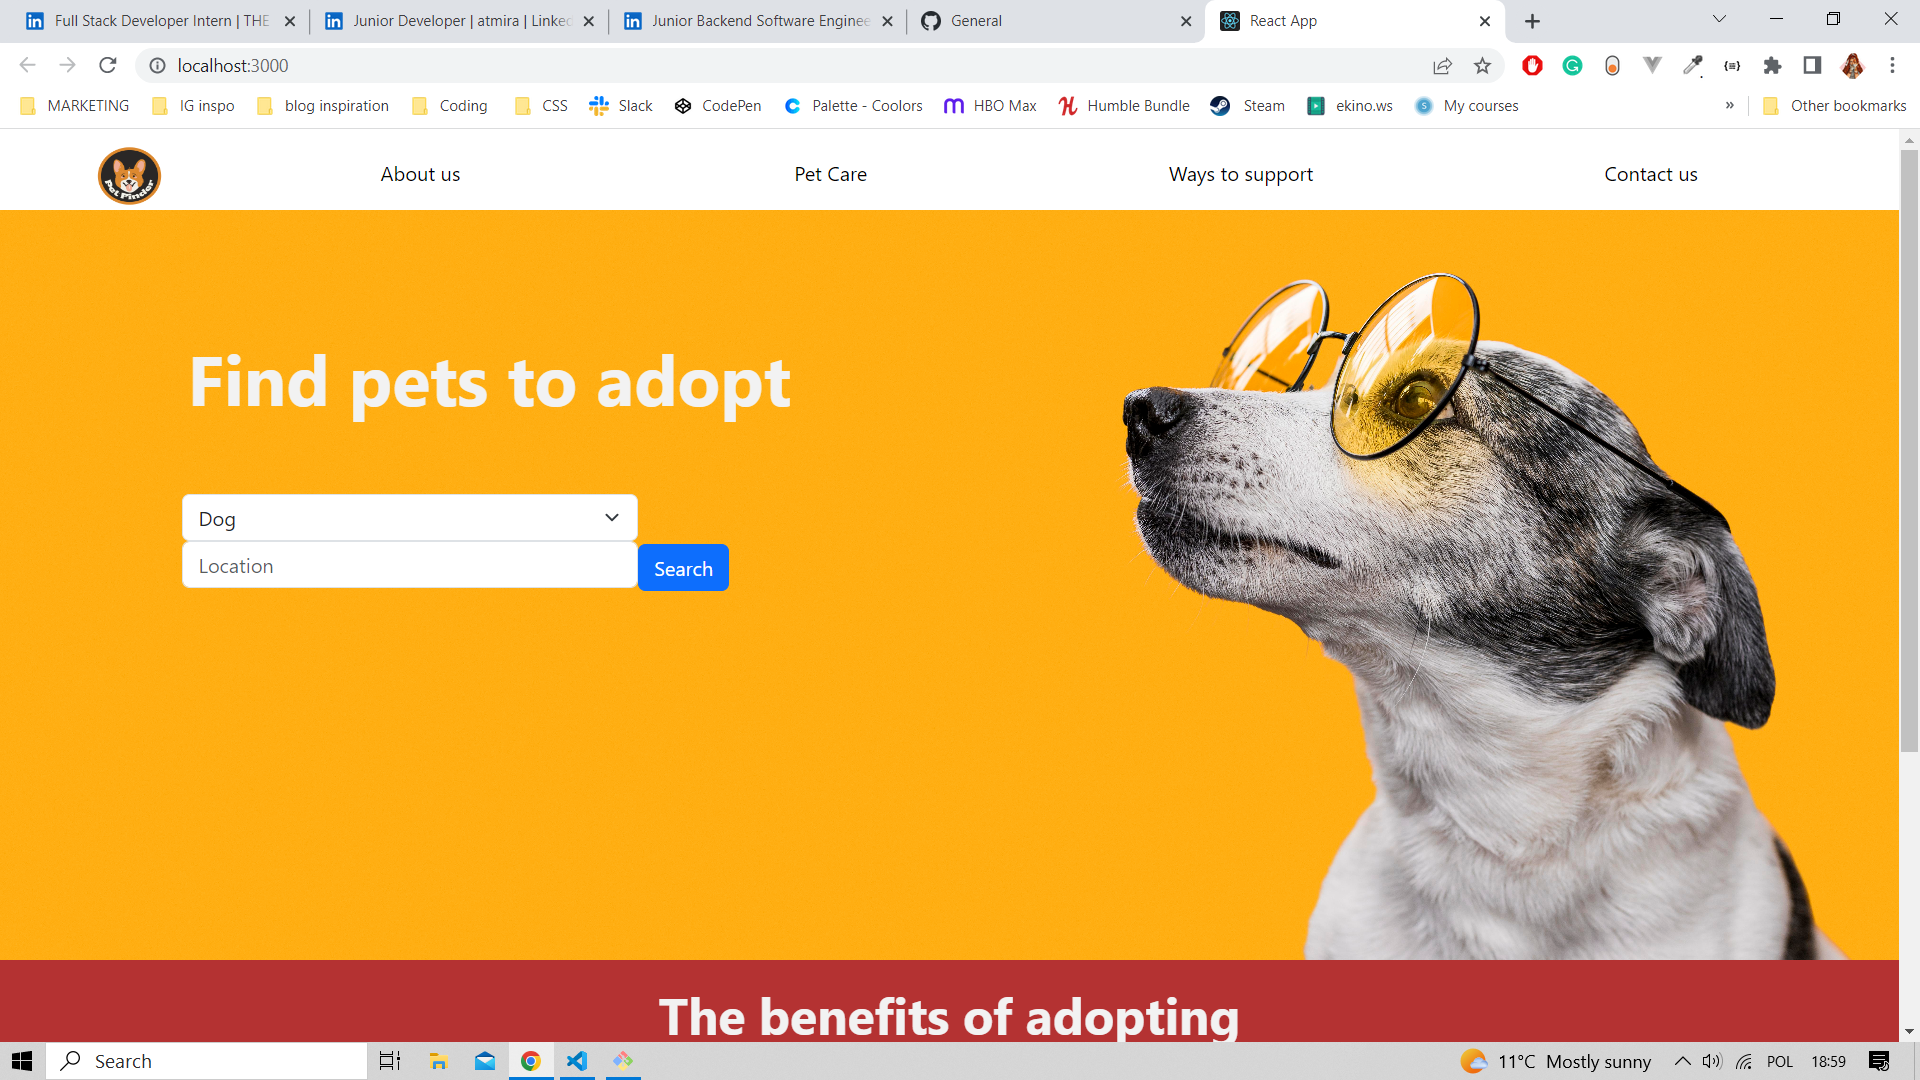 Full Stack Developer Intern | THE
Junior Developer | atmira | Linked
Junior Backend Software Enginee
General
React App
localhost:3000
MARKETING
IG inspo
blog inspiration
Coding
CSS
Slack
CodePen
Palette - Coolors
HBO Max
Humble Bundle
Steam
ekino.ws
My courses
»
Other bookmarks
Pet Finder
About us
Pet Care
Ways to support
Contact us
Find pets to adopt
Dog
Location
Search
The benefits of adopting
Search
11°C Mostly sunny
POL
18:59